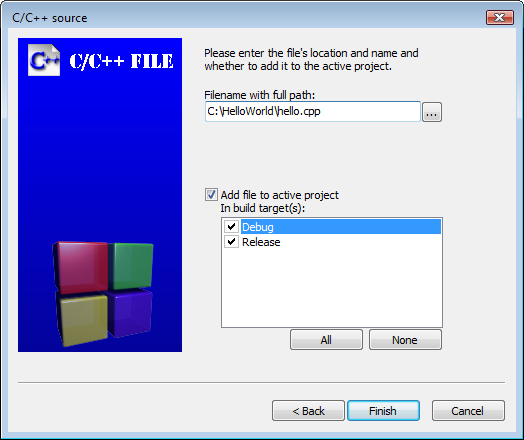 C/C++ source
C++
C/C++ FILE
Please enter the file's location and name and
whether to add it to the active project.
Filename with full path:
C:\HelloWorld\hello.cpp
...
Add file to active project
In build target(s):
Debug
Release
All
None
< Back
Finish
Cancel